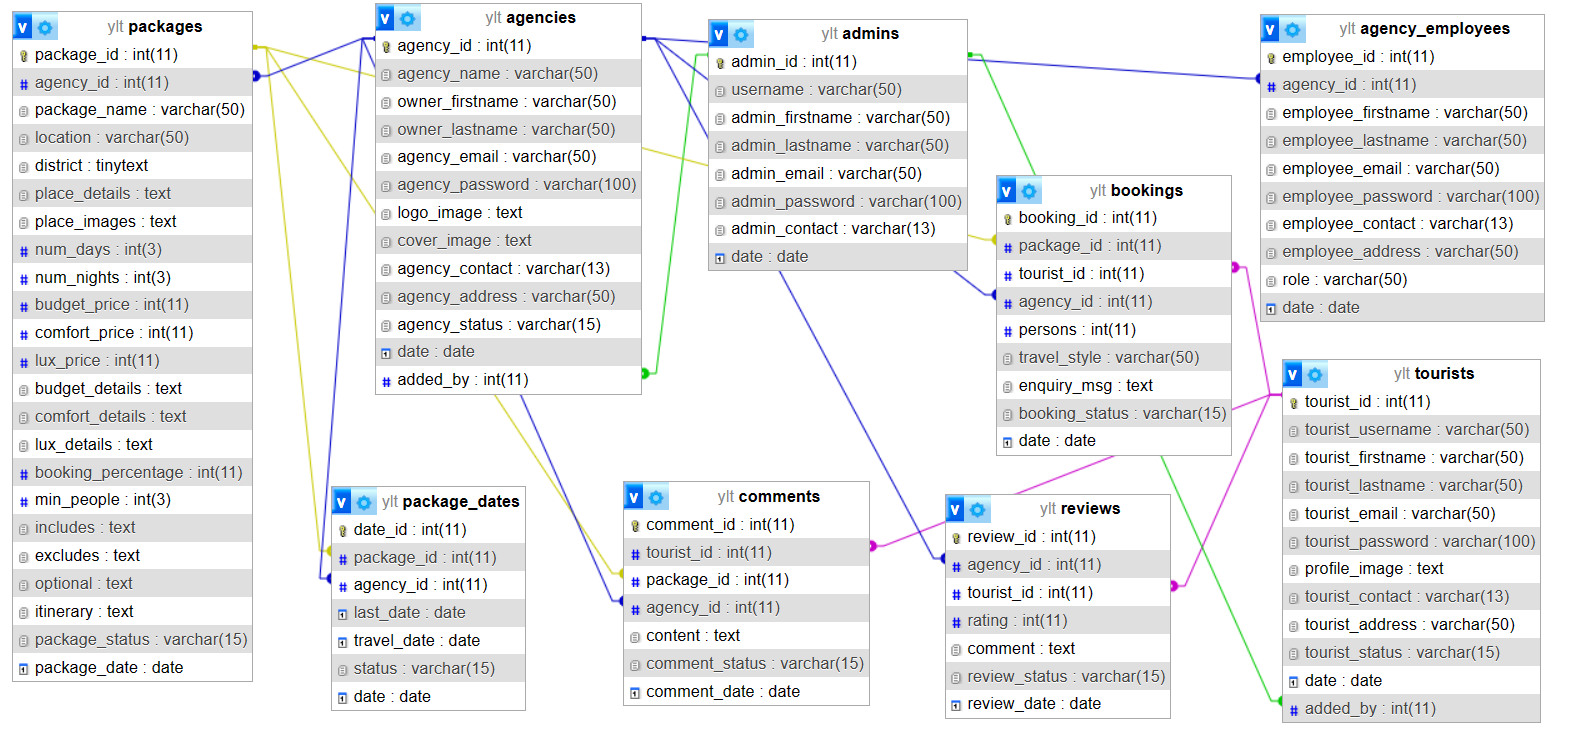 v ylt packages
package_id : int(11)
agency_id : int(11)
package_name : varchar(50)
location : varchar(50)
district : tinytext
place_details : text
place_images : text
num_days : int(3)
num_nights : int(3)
budget_price : int(11)
comfort_price : int(11)
lux_price : int(11)
budget_details : text
comfort_details : text
lux_details : text
booking_percentage : int(11)
min_people : int(3)
includes : text
excludes : text
optional : text
itinerary : text
package_status : varchar(15)
package_date : date
v ylt agencies
agency_id : int(11)
agency_name : varchar(50)
owner_firstname : varchar(50)
owner_lastname : varchar(50)
agency_email : varchar(50)
agency_password : varchar(100)
logo_image : text
cover_image : text
agency_contact : varchar(13)
agency_address : varchar(50)
agency_status : varchar(15)
date : date
added_by : int(11)
v ylt admins
admin_id : int(11)
username : varchar(50)
admin_firstname : varchar(50)
admin_lastname : varchar(50)
admin_email : varchar(50)
admin_password : varchar(100)
admin_contact : varchar(13)
date : date
v ylt agency_employees
employee_id : int(11)
agency_id : int(11)
employee_firstname : varchar(50)
employee_lastname : varchar(50)
employee_email : varchar(50)
employee_password : varchar(100)
employee_contact : varchar(13)
employee_address : varchar(50)
role : varchar(50)
date : date
v ylt bookings
booking_id : int(11)
package_id : int(11)
tourist_id : int(11)
agency_id : int(11)
persons : int(11)
travel_style : varchar(50)
enquiry_msg : text
booking_status : varchar(15)
date : date
v ylt tourists
tourist_id : int(11)
tourist_username : varchar(50)
tourist_firstname : varchar(50)
tourist_lastname : varchar(50)
tourist_email : varchar(50)
tourist_password : varchar(100)
profile_image : text
tourist_contact : varchar(13)
tourist_address : varchar(50)
tourist_status : varchar(15)
date : date
added_by : int(11)
v ylt package_dates
date_id : int(11)
package_id : int(11)
agency_id : int(11)
last_date : date
travel_date : date
status : varchar(15)
date : date
v ylt comments
comment_id : int(11)
tourist_id : int(11)
package_id : int(11)
agency_id : int(11)
content : text
comment_status : varchar(15)
comment_date : date
v ylt reviews
review_id : int(11)
agency_id : int(11)
tourist_id : int(11)
rating : int(11)
comment : text
review_status : varchar(15)
review_date : date